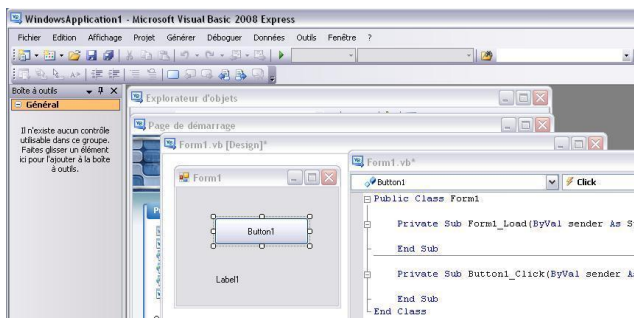 WindowsApplication1 - Microsoft Visual Basic 2008 Express
Fichier Edition Affichage Projet Générer Déboguer Données Outils Fenêtre ?
Boîte à outils
Général
Il n'existe aucun contrôle
utilisable dans ce groupe.
Faites glisser un élément
ici pour l'ajouter à la boîte
à outils.
Explorateur d'objets
Page de démarrage
Form1.vb [Design]*
Form1
Button1
Label1
Form1.vb*
Button1 Click
Public Class Form1
Private Sub Form1_Load(ByVal sender As S
End Sub
Private Sub Button1_Click(ByVal sender A
End Sub
End Class